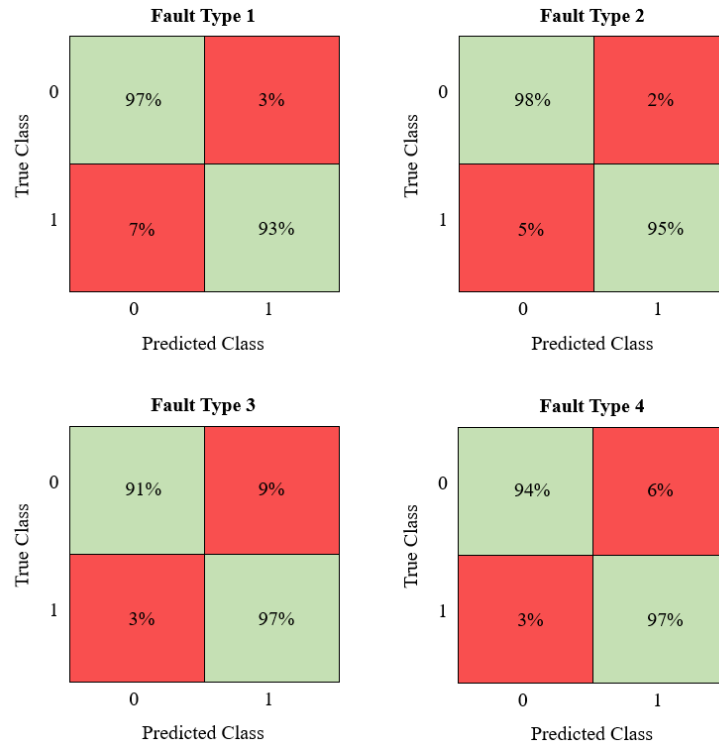 Fault Type 1
True Class
0
97%
3%
1
7%
93%
0
1
Predicted Class
Fault Type 2
True Class
0
98%
2%
1
5%
95%
0
1
Predicted Class
Fault Type 3
True Class
0
91%
9%
1
3%
97%
0
1
Predicted Class
Fault Type 4
True Class
0
94%
6%
1
3%
97%
0
1
Predicted Class